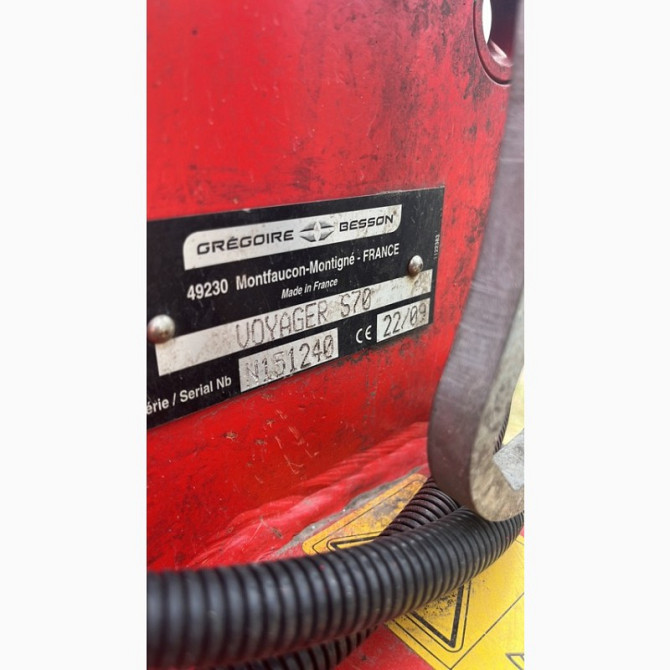 GRÉGOIRE BESSON
49230 Montfaucon-Montigné - FRANCE
Made in France
VOYAGER S70
érie / Serial Nb N151240 CE 22/09